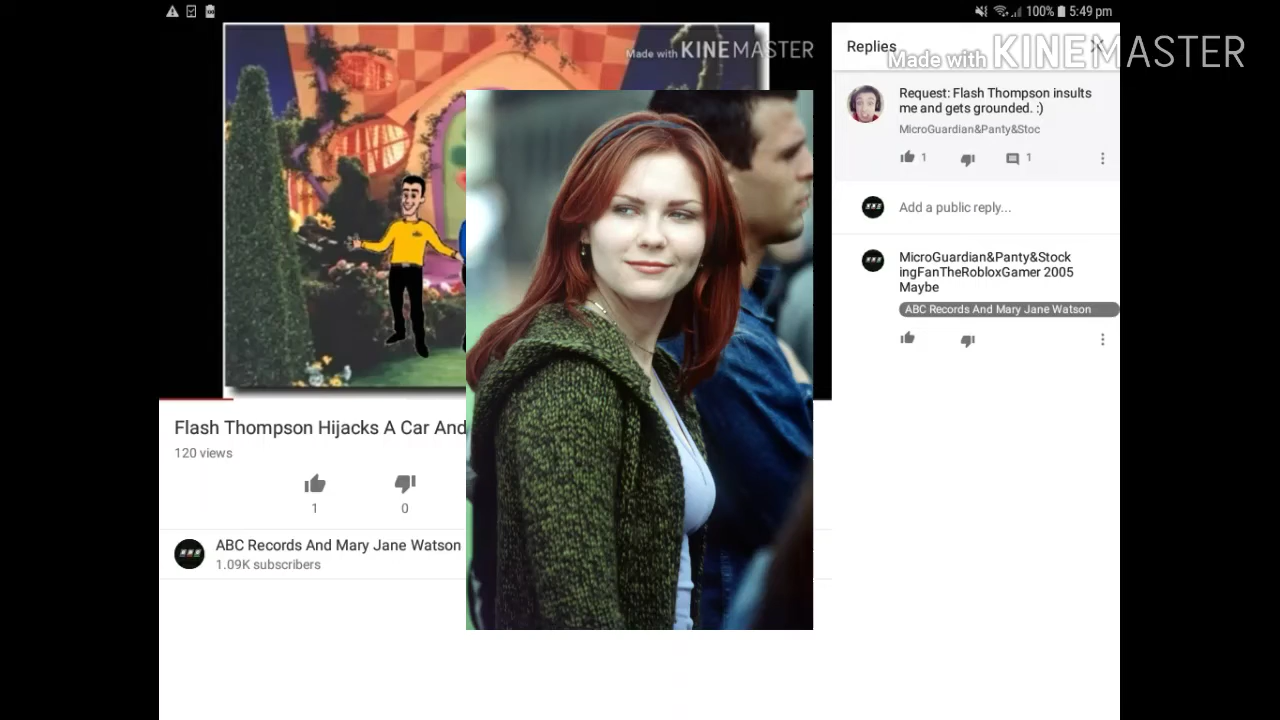 100% 5:49 pm
Made with KINEMASTER
Replies
Made with KINEMASTER
Request: Flash Thompson insults
me and gets grounded. :)
MicroGuardian&Panty&Stoc
1
1
Add a public reply...
MicroGuardian&Panty&Stock
ingFanTheRobloxGamer 2005
Maybe
ABC Records And Mary Jane Watson
Flash Thompson Hijacks A Car And
120 views
1
0
ABC Records And Mary Jane Watson
1.09K subscribers